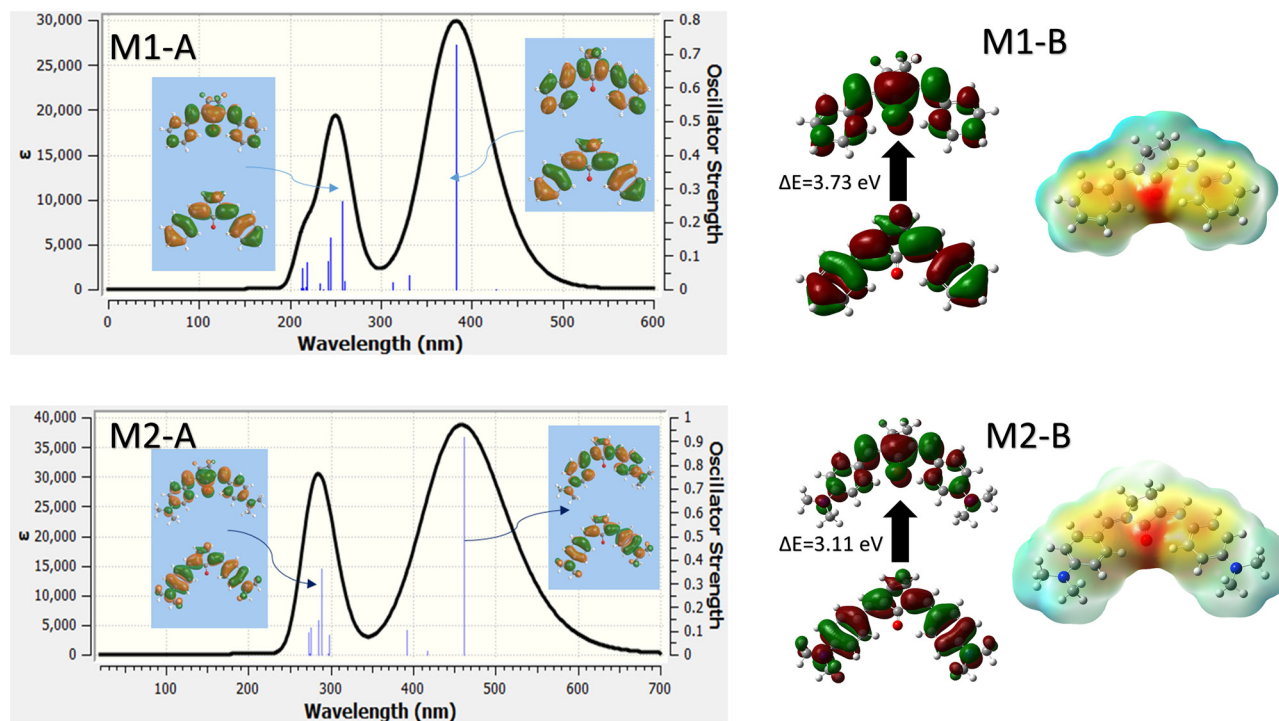 M1-A
30,000
25,000
20,000
15,000
10,000
5,000
0
ε
0.8
0.7
0.6
0.5
0.4
0.3
0.2
0.1
0
Oscillator Strength
0 100 200 300 400 500 600
Wavelength (nm)
M1-B
ΔE=3.73 eV
M2-A
40,000
35,000
30,000
25,000
20,000
15,000
10,000
5,000
0
ε
1
0.9
0.8
0.7
0.6
0.5
0.4
0.3
0.2
0.1
0
Oscillator Strength
100 200 300 400 500 600 700
Wavelength (nm)
M2-B
ΔE=3.11 eV